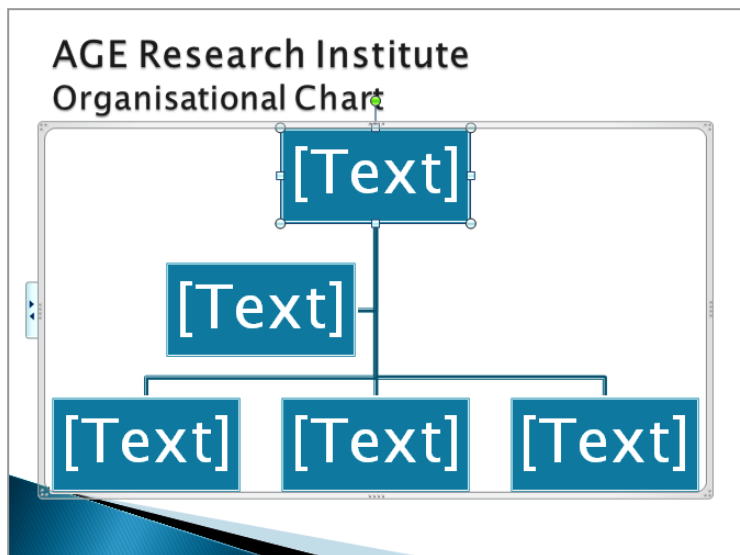 AGE Research Institute
Organisational Chart
[Text]
[Text]
[Text] [Text] [Text]